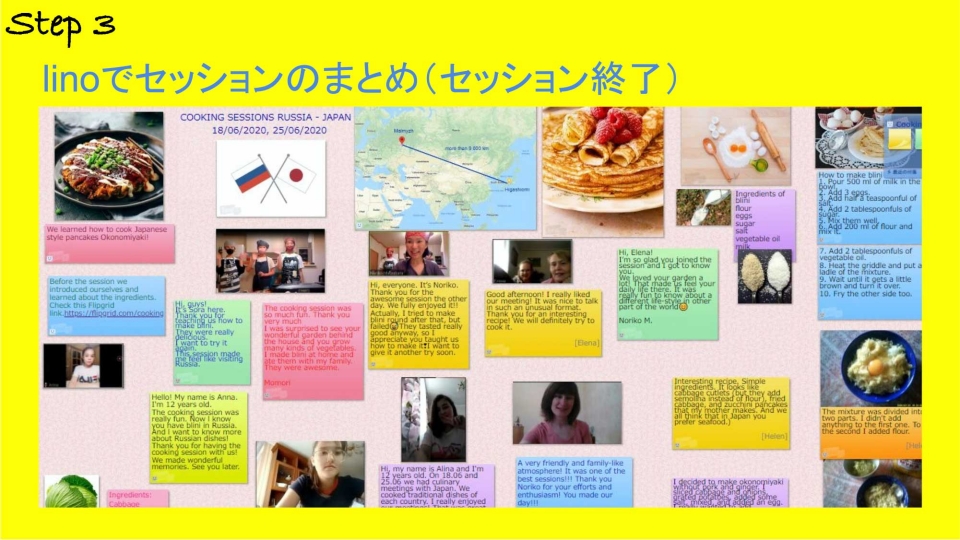 Step 3
linoでセッションのまとめ（セッション終了）
COOKING SESSIONS RUSSIA - JAPAN
18/06/2020, 25/06/2020
more than 8 000 km
We learned how to cook Japanese
style pancakes Okonomiyaki!
Before the session we
introduced ourselves and
learned about the ingredients.
Check this Flipgrid
link.https://flipgrid.com/cooking
Hi, guys!
It's Sora here.
Thank you for
teaching us how to
make blini.
They were really
delicious.
I want to try it
again.
This session made
me feel like visiting
Russia.
The cooking session was
so much fun. Thank you
very much
I was surprised to see your
wonderful garden behind
the house and you grow
many kinds of vegetables.
I made blini at home and
ate them with my family.
They were awesome.
Momori
Hi, everyone. It's Noriko.
Thank you for the
awesome session the other
day. We fully enjoyed it!!
Actually, I tried to make
blini round after that, but
failed They tasted really
good anyway, so I
appreciate you taught us
how to make it!I want to
give it another try soon.
Good afternoon! I really liked
our meeting! It was nice to talk
in such an unusual format.
Thank you for an interesting
recipe! We will definitely try to
cook it.
[Elena]
Hi, Elena!
I'm so glad you joined the
session and I got to know
you.
We loved your garden a
lot! That made us feel your
daily life there. It was
really fun to know about a
different life-style in other
part of the world
Noriko M.
Ingredients of
blini
flour
eggs
sugar
salt
vegetable oil
milk
How to make blini
1. Pour 500 ml of milk in the
bowl.
2. Add 3 eggs.
3. Add half a teaspoonful of
salt.
4. Add 2 tablespoonfuls of
sugar.
5. Mix them well.
6. Add 200 ml of flour and
mix it.
7. Add 2 tablespoonfuls of
vegetable oil.
8. Heat the griddle and put a
ladle of the mixture.
9. Wait until it gets a little
brown and turn it over.
10. Fry the other side too.
Hello! My name is Anna.
I'm 12 years old.
The cooking session was
really fun. Now I know
you have blini in Russia.
And I want to know more
about Russian dishes!
Thank you for having the
cooking session with us!
We made wonderful
memories. See you later.
Interesting recipe. Simple
ingredients. It looks like
cabbage cutlets (but they add
semolina instead of flour), fried
cabbage, and zucchini pancakes
that my mother makes. And we
all think that in Japan you
prefer seafood.)
[Helen]
The mixture was divided into
two parts. I didn't add
anything to the first one. To
the second I added flour.
Ingredients:
Cabbage
Hi, my name is Alina and I'm
12 years old. On 18.06 and
25.06 we had culinary
meetings with Japan. We
cooked traditional dishes of
each country. I really enjoyed
A very friendly and family-like
atmosphere! It was one of the
best sessions!!! Thank you
Noriko for your efforts and
enthusiasm! You made our
day!!!
I decided to make okonomiyaki
without pork and ginger. I
sliced cabbage and onions,
grated potatoes, added some